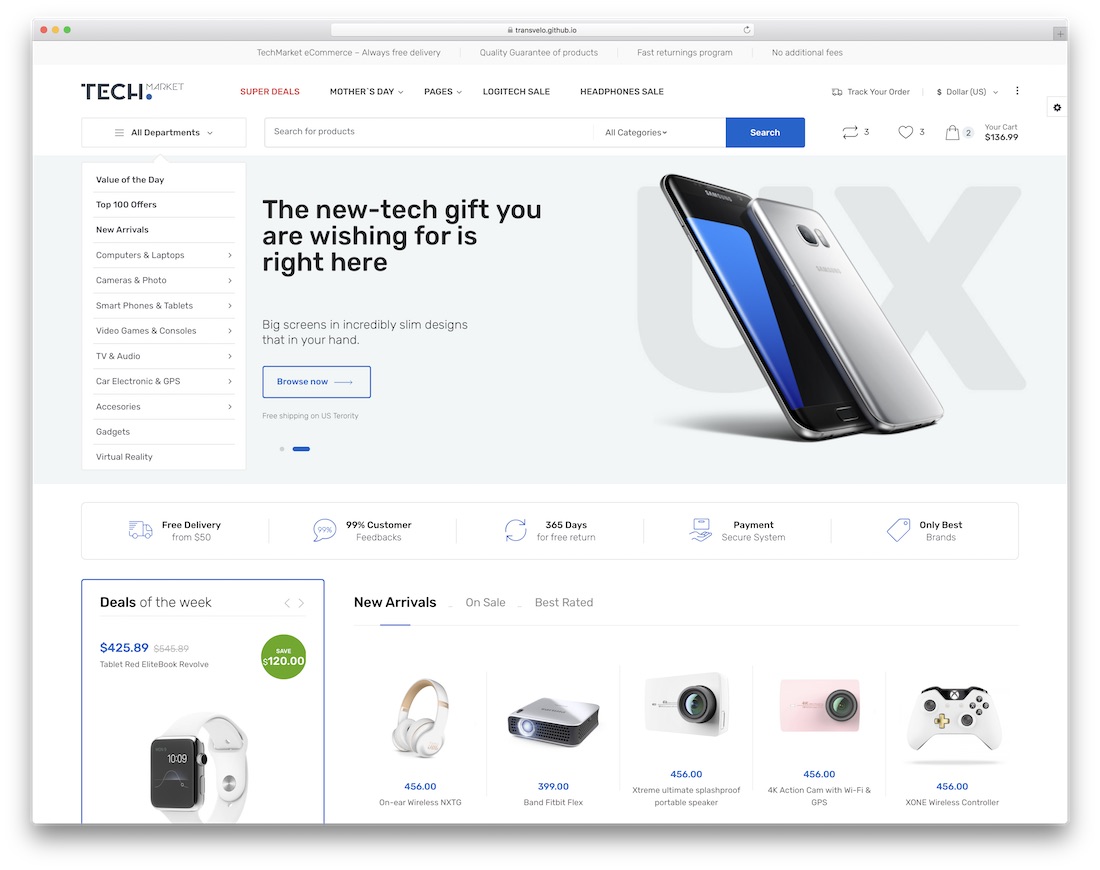 transvelo.github.io
TechMarket eCommerce – Always free delivery
Quality Guarantee of products
Fast returnings program
No additional fees
TECH.MARKET
SUPER DEALS
MOTHER`S DAY
PAGES
LOGITECH SALE
HEADPHONES SALE
Track Your Order
$ Dollar (US)
All Departments
Search for products
All Categories
Search
3
3
2
Your Cart
$136.99
Value of the Day
Top 100 Offers
New Arrivals
Computers & Laptops
Cameras & Photo
Smart Phones & Tablets
Video Games & Consoles
TV & Audio
Car Electronic & GPS
Accesories
Gadgets
Virtual Reality
The new-tech gift you
are wishing for is
right here
Big screens in incredibly slim designs
that in your hand.
Browse now
Free shipping on US Terority
UX
SAMSUNG
SAMSUNG
Free Delivery
from $50
99%
99% Customer
Feedbacks
365 Days
for free return
Payment
Secure System
Only Best
Brands
Deals of the week
$425.89 $545.89
Tablet Red EliteBook Revolve
SAVE
$120.00
10:09
New Arrivals
On Sale
Best Rated
456.00
On-ear Wireless NXTG
399.00
Band Fitbit Flex
456.00
Xtreme ultimate splashproof
portable speaker
456.00
4K Action Cam with Wi-Fi &
GPS
456.00
XONE Wireless Controller